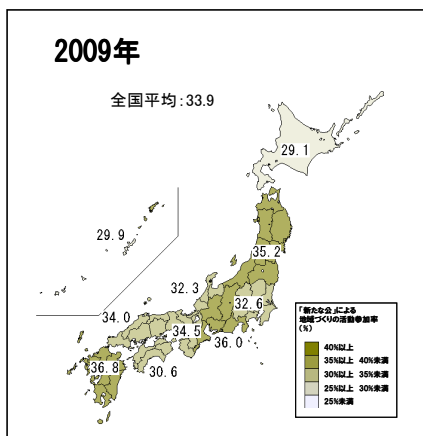 2009年
全国平均:33.9
29.1
29.9
35.2
32.3
32.6
34.0
34.5
36.0
36.8
30.6
「新たな公」による
地域づくりの活動参加率
(%)
40%以上
35%以上 40%未満
30%以上 35%未満
25%以上 30%未満
25%未満